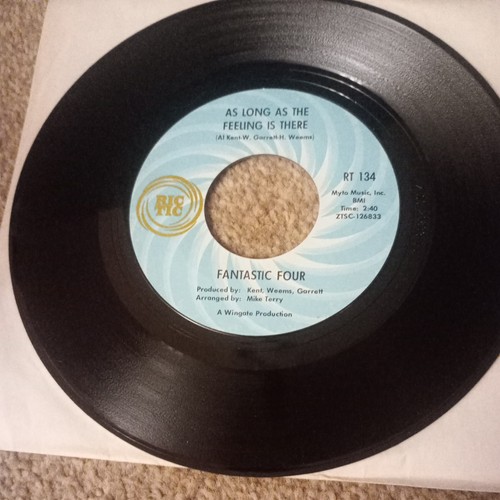 AS LONG AS THE
FEELING IS THERE
(Al Kent-W. Garrett-H. Weems)
RIC
TIC
RT 134
Myto Music, Inc.
BMI
Time: 2:40
ZTSC-126833
FANTASTIC FOUR
Produced by: Kent, Weems, Garrett
Arranged by: Mike Terry
A Wingate Production